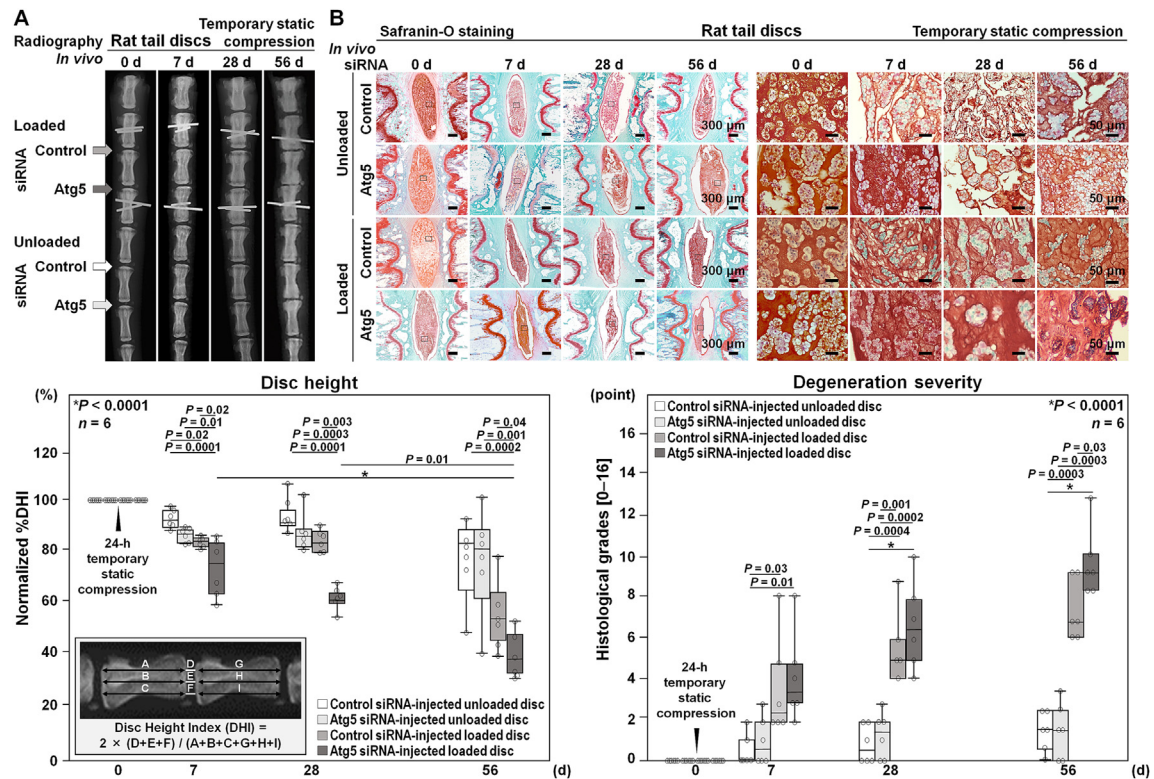 A
Radiography
In vivo
Rat tail discs
Temporary static
compression
0 d 7 d 28 d 56 d
Loaded
siRNA
Control
Atg5
Unloaded
siRNA
Control
Atg5
B
Safranin-O staining
Rat tail discs
Temporary static compression
In vivo
siRNA
0 d 7 d 28 d 56 d 0 d 7 d 28 d 56 d
Unloaded
Control
300 µm 50 µm
Atg5
300 µm 50 µm
Loaded
Control
300 µm 50 µm
Atg5
300 µm 50 µm
Disc height
(%)
*P < 0.0001
n = 6
P = 0.02
P = 0.01
P = 0.02
P = 0.0001
P = 0.003
P = 0.0003
P = 0.0001
P = 0.04
P = 0.001
P = 0.0002
P = 0.01
*
Normalized %DHI
120
100
80
60
40
20
0
24-h
temporary
static
compression
A D G
B E H
C F I
Disc Height Index (DHI) =
2 × (D+E+F) / (A+B+C+G+H+I)
Control siRNA-injected unloaded disc
Atg5 siRNA-injected unloaded disc
Control siRNA-injected loaded disc
Atg5 siRNA-injected loaded disc
0 7 28 56 (d)
Degeneration severity
(point)
Control siRNA-injected unloaded disc
Atg5 siRNA-injected unloaded disc
Control siRNA-injected loaded disc
Atg5 siRNA-injected loaded disc
*P < 0.0001
n = 6
Histological grades [0–16]
16
14
12
10
8
6
4
2
0
24-h
temporary
static
compression
P = 0.03
P = 0.01
P = 0.001
P = 0.0002
P = 0.0004
*
P = 0.03
P = 0.0003
P = 0.0003
*
0 7 28 56 (d)